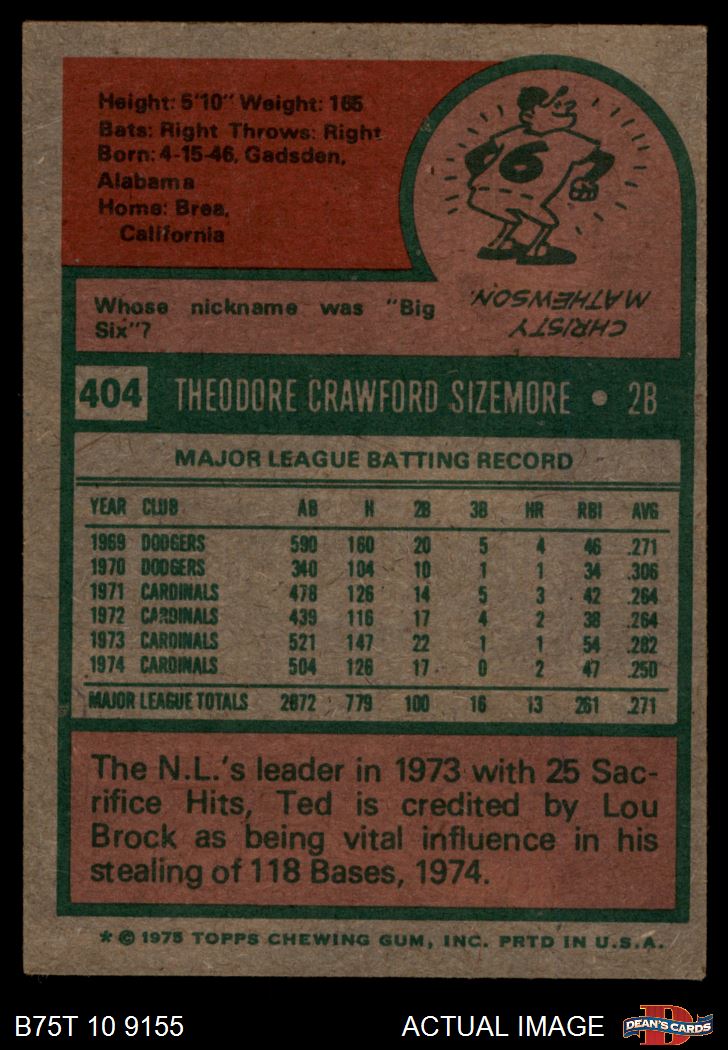 Height: 5'10" Weight: 165
Bats: Right Throws: Right
Born: 4-15-46, Gadsden,
Alabama
Home: Brea,
California
6
Whose nickname was "Big
Six"?
CHRISTY
MATHEWSON.
404 THEODORE CRAWFORD SIZEMORE • 2B
MAJOR LEAGUE BATTING RECORD
YEAR CLUB AB H 2B 3B HR RBI AVG
1969 DODGERS 590 160 20 5 4 46 .271
1970 DODGERS 340 104 10 1 1 34 .306
1971 CARDINALS 478 126 14 5 3 42 .264
1972 CARDINALS 439 116 17 4 2 38 .264
1973 CARDINALS 521 147 22 1 1 54 .282
1974 CARDINALS 504 126 17 0 2 47 .250
MAJOR LEAGUE TOTALS 2872 779 100 16 13 261 .271
The N.L.'s leader in 1973 with 25 Sac-
rifice Hits, Ted is credited by Lou
Brock as being vital influence in his
stealing of 118 Bases, 1974.
* © 1975 TOPPS CHEWING GUM, INC. PRTD IN U.S.A.
B75T 10 9155 ACTUAL IMAGE
D
DEAN'S CARDS